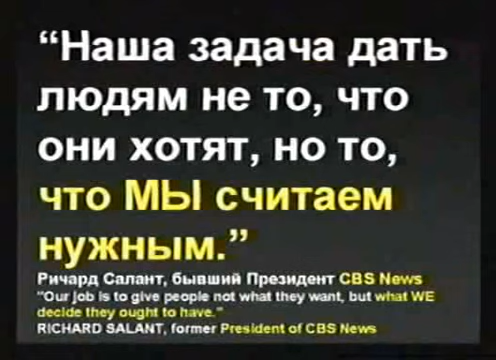 “Наша задача дать
людям не то, что
они хотят, но то,
что МЫ считаем
нужным.”
Ричард Салант, бывший Президент CBS News
"Our job is to give people not what they want, but what WE
decide they ought to have."
RICHARD SALANT, former President of CBS News